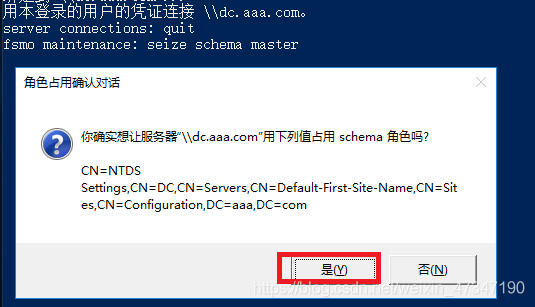 用本登录的用户的凭证连接 \\dc.aaa.com。
server connections: quit
fsmo maintenance: seize schema master
角色占用确认对话
你确实想让服务器“\\dc.aaa.com”用下列值占用 schema 角色吗?
CN=NTDS
Settings,CN=DC,CN=Servers,CN=Default-First-Site-Name,CN=Sit
es,CN=Configuration,DC=aaa,DC=com
是(Y)
否(N)
https://blog.csdn.net/weixin_47347190